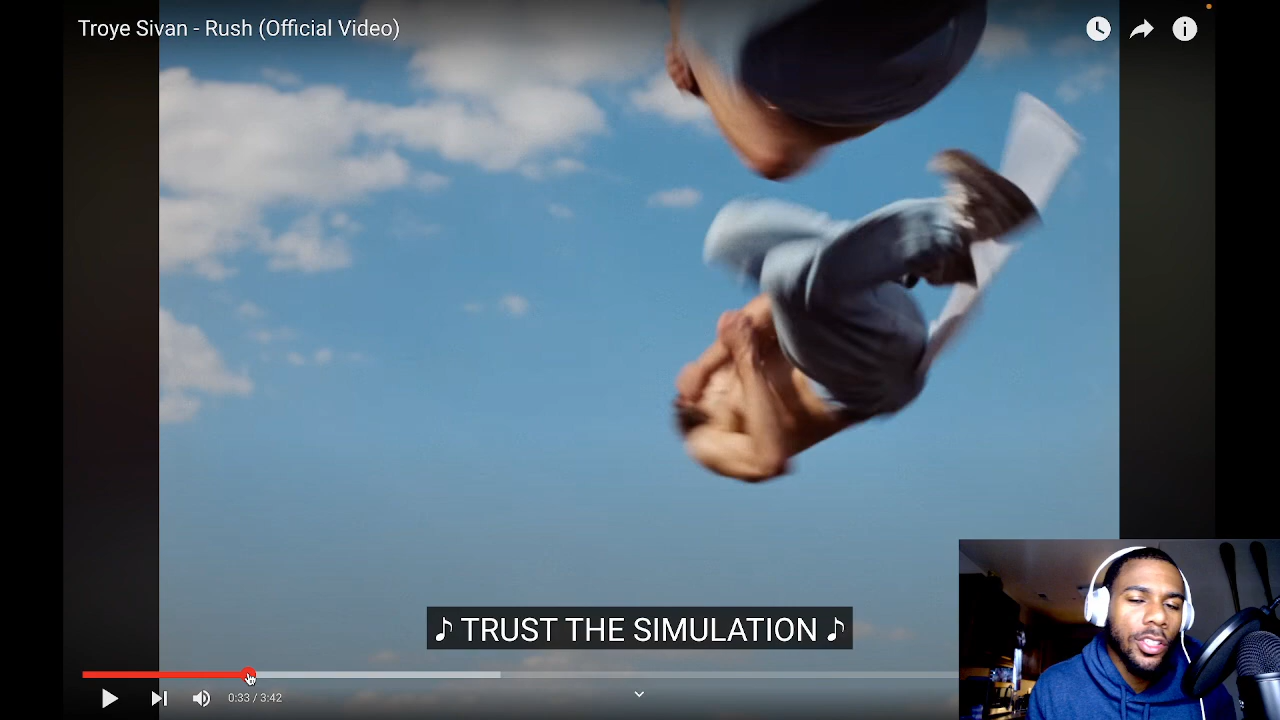 Troye Sivan - Rush (Official Video)
♪ TRUST THE SIMULATION ♪
0:33 / 3:42